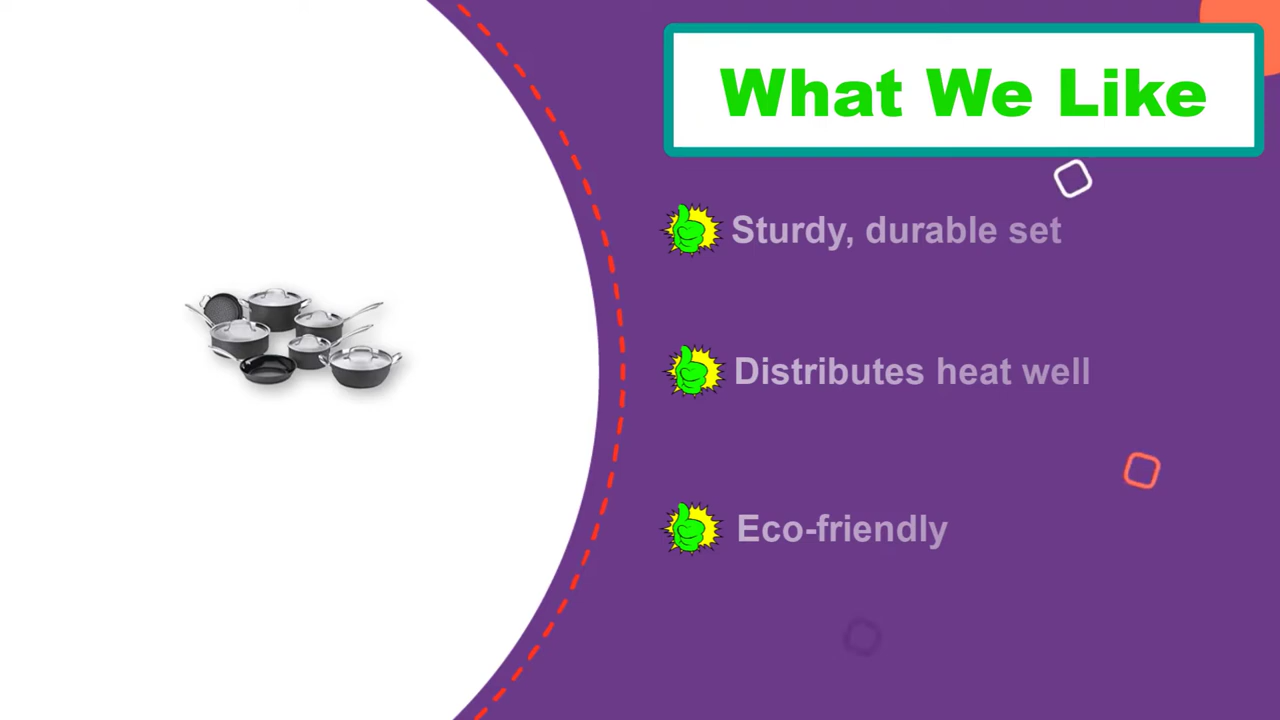 What We Like
Sturdy, durable set
Distributes heat well
Eco-friendly